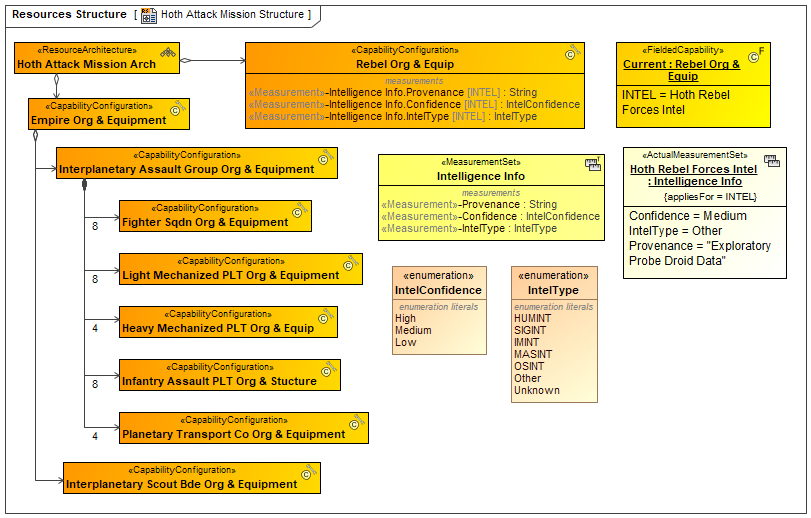 Resources Structure [ Hoth Attack Mission Structure ]
«ResourceArchitecture»
Hoth Attack Mission Arch
«CapabilityConfiguration»
Rebel Org & Equip
measurements
«Measurement»-Intelligence Info.Provenance [INTEL] : String
«Measurement»-Intelligence Info.Confidence [INTEL] : IntelConfidence
«Measurement»-Intelligence Info.IntelType [INTEL] : IntelType
«FieldedCapability»
Current : Rebel Org &
Equip
INTEL = Hoth Rebel
Forces Intel
«CapabilityConfiguration»
Empire Org & Equipment
«CapabilityConfiguration»
Interplanetary Assault Group Org & Equipment
«CapabilityConfiguration»
Fighter Sqdn Org & Equipment
8
«CapabilityConfiguration»
Light Mechanized PLT Org & Equipment
8
«CapabilityConfiguration»
Heavy Mechanized PLT Org & Equip
4
«CapabilityConfiguration»
Infantry Assault PLT Org & Stucture
8
«CapabilityConfiguration»
Planetary Transport Co Org & Equipment
4
«CapabilityConfiguration»
Interplanetary Scout Bde Org & Equipment
«MeasurementSet»
Intelligence Info
measurements
«Measurement»-Provenance : String
«Measurement»-Confidence : IntelConfidence
«Measurement»-IntelType : IntelType
«ActualMeasurementSet»
Hoth Rebel Forces Intel
: Intelligence Info
{appliesFor = INTEL}
Confidence = Medium
IntelType = Other
Provenance = "Exploratory
Probe Droid Data"
«enumeration»
IntelConfidence
enumeration literals
High
Medium
Low
«enumeration»
IntelType
enumeration literals
HUMINT
SIGINT
IMINT
MASINT
OSINT
Other
Unknown